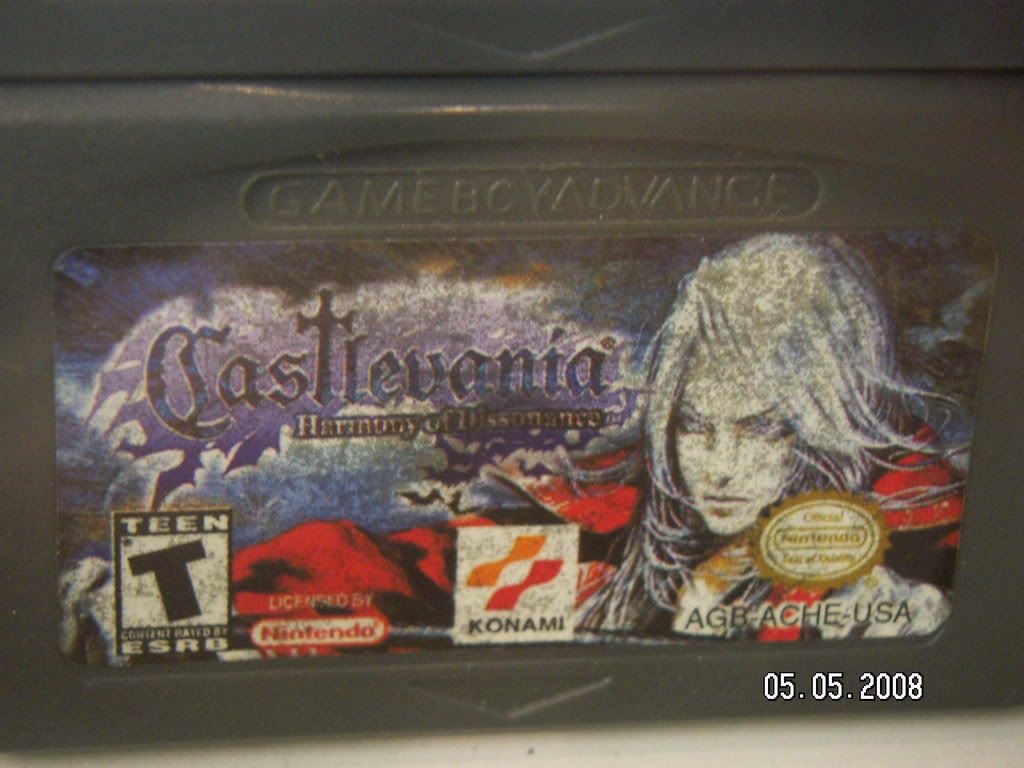 GAME BOY ADVANCE
Castlevania
Harmony of Dissonance
TEEN
T
CONTENT RATED BY
ESRB
LICENSED BY
Nintendo
KONAMI
Official
Nintendo
Seal of Quality
AGB-ACHE-USA
05.05.2008